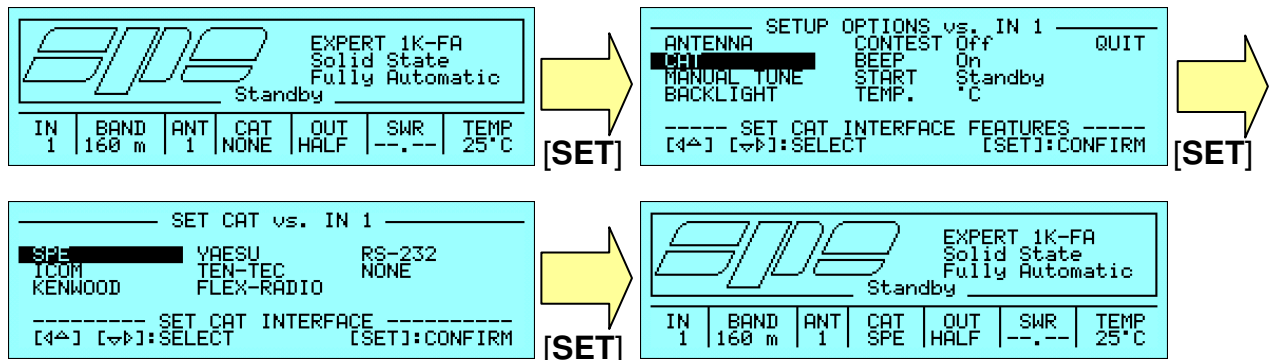 spe
EXPERT 1K-FA
Solid State
Fully Automatic
Standby
IN BAND ANT CAT OUT SWR TEMP
1 160 m 1 NONE HALF --.-- 25°C
[SET]
SETUP OPTIONS vs. IN 1
ANTENNA CONTEST Off QUIT
CAT BEEP On
MANUAL TUNE START Standby
BACKLIGHT TEMP. °C
----- SET CAT INTERFACE FEATURES -----
[◁△] [▽▷]:SELECT [SET]:CONFIRM
[SET]
SET CAT vs. IN 1
SPE YAESU RS-232
ICOM TEN-TEC NONE
KENWOOD FLEX-RADIO
--------- SET CAT INTERFACE ----------
[◁△] [▽▷]:SELECT [SET]:CONFIRM
[SET]
spe
EXPERT 1K-FA
Solid State
Fully Automatic
Standby
IN BAND ANT CAT OUT SWR TEMP
1 160 m 1 SPE HALF --.-- 25°C